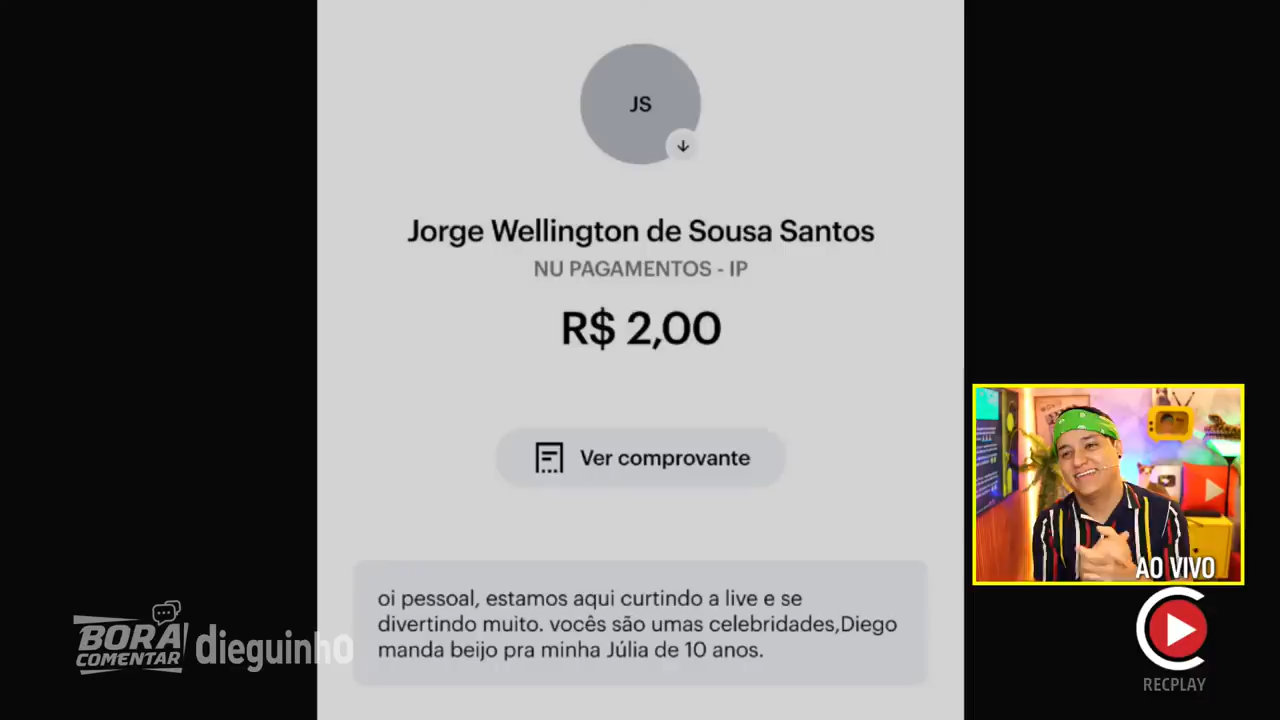 JS
Jorge Wellington de Sousa Santos
NU PAGAMENTOS - IP
R$ 2,00
Ver comprovante
oi pessoal, estamos aqui curtindo a live e se
divertindo muito. vocês são umas celebridades,Diego
manda beijo pra minha Júlia de 10 anos.
BORA
COMENTAR
dieguinh0
AO VIVO
RECPLAY